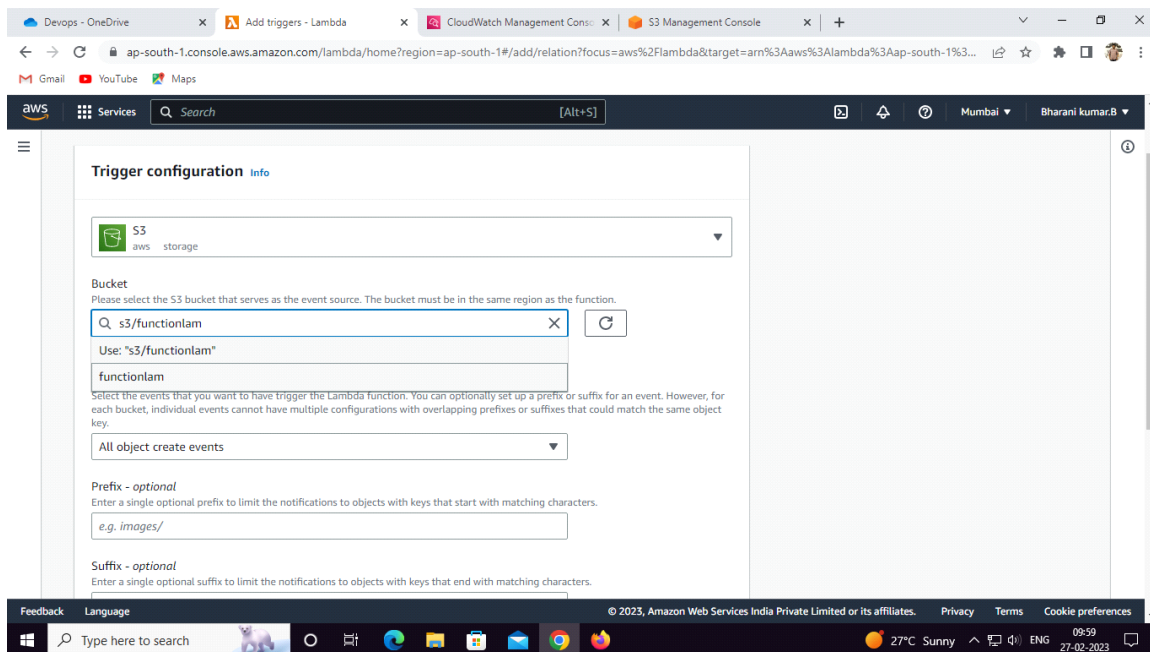 Devops - OneDrive
Add triggers - Lambda
CloudWatch Management Conso
S3 Management Console
ap-south-1.console.aws.amazon.com/lambda/home?region=ap-south-1#/add/relation?focus=aws%2Flambda&target=arn%3Aaws%3Alambda%3Aap-south-1%3...
Gmail
YouTube
Maps
aws
Services
Search
[Alt+S]
Mumbai
Bharani kumar.B
Trigger configuration Info
S3
aws storage
Bucket
Please select the S3 bucket that serves as the event source. The bucket must be in the same region as the function.
s3/functionlam
Use: "s3/functionlam"
functionlam
Select the events that you want to have trigger the Lambda function. You can optionally set up a prefix or suffix for an event. However, for
each bucket, individual events cannot have multiple configurations with overlapping prefixes or suffixes that could match the same object
key.
All object create events
Prefix - optional
Enter a single optional prefix to limit the notifications to objects with keys that start with matching characters.
e.g. images/
Suffix - optional
Enter a single optional suffix to limit the notifications to objects with keys that end with matching characters.
Feedback
Language
© 2023, Amazon Web Services India Private Limited or its affiliates.
Privacy
Terms
Cookie preferences
Type here to search
27°C Sunny
ENG
09:59
27-02-2023